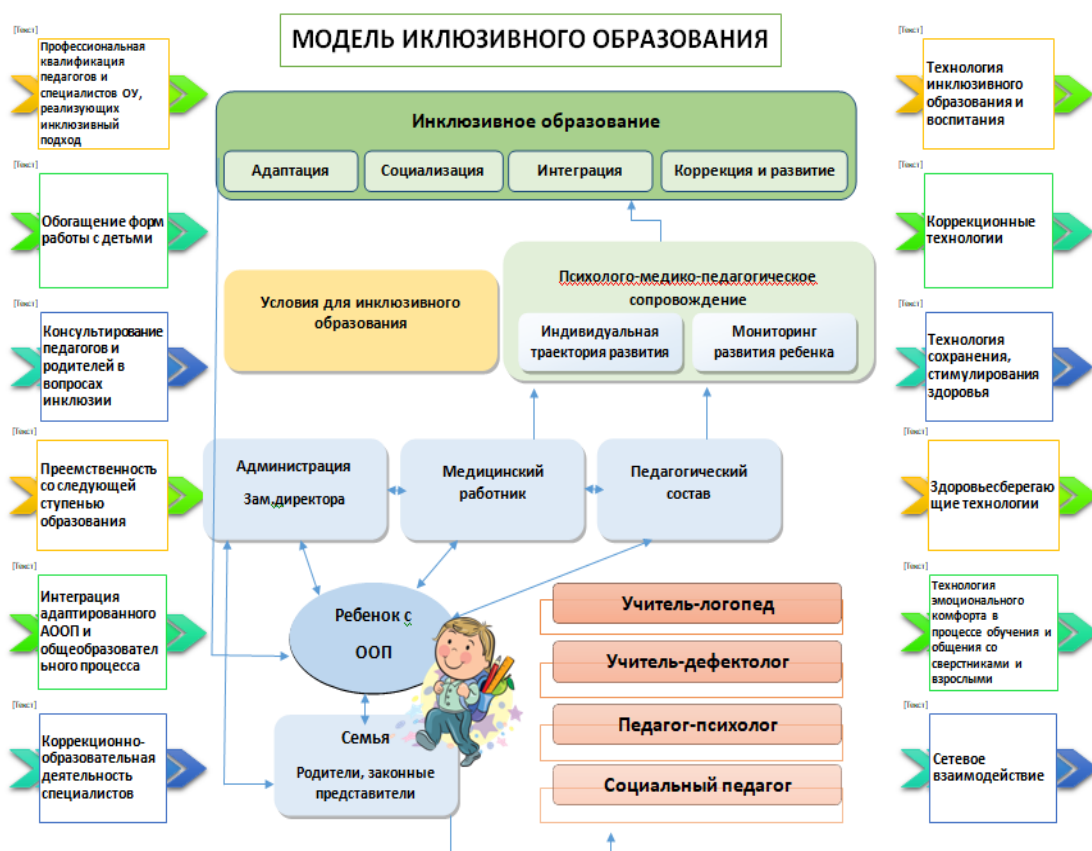 МОДЕЛЬ ИКЛЮЗИВНОГО ОБРАЗОВАНИЯ
[Текст]
Профессиональная
квалификация
педагогов и
специалистов ОУ,
реализующих
инклюзивный
подход
[Текст]
Обогащение форм
работы с детьми
[Текст]
Консультирование
педагогов и
родителей в
вопросах
инклюзии
[Текст]
Преемственность
со следующей
ступенью
образования
[Текст]
Интеграция
адаптированного
АООП и
общеобразовател
ьного процесса
[Текст]
Коррекционно-
образовательная
деятельность
специалистов
Инклюзивное образование
Адаптация
Социализация
Интеграция
Коррекция и развитие
Условия для инклюзивного
образования
Психолого-медико-педагогическое
сопровождение
Индивидуальная
траектория развития
Мониторинг
развития ребенка
Администрация
Зам.директора
Медицинский
работник
Педагогический
состав
Ребенок с
ООП
Семья
Родители, законные
представители
Учитель-логопед
Учитель-дефектолог
Педагог-психолог
Социальный педагог
[Текст]
Технология
инклюзивного
образования и
воспитания
[Текст]
Коррекционные
технологии
[Текст]
Технология
сохранения,
стимулирования
здоровья
[Текст]
Здоровьесберегаю
щие технологии
[Текст]
Технология
эмоционального
комфорта в
процессе обучения и
общения со
сверстниками и
взрослыми
[Текст]
Сетевое
взаимодействие